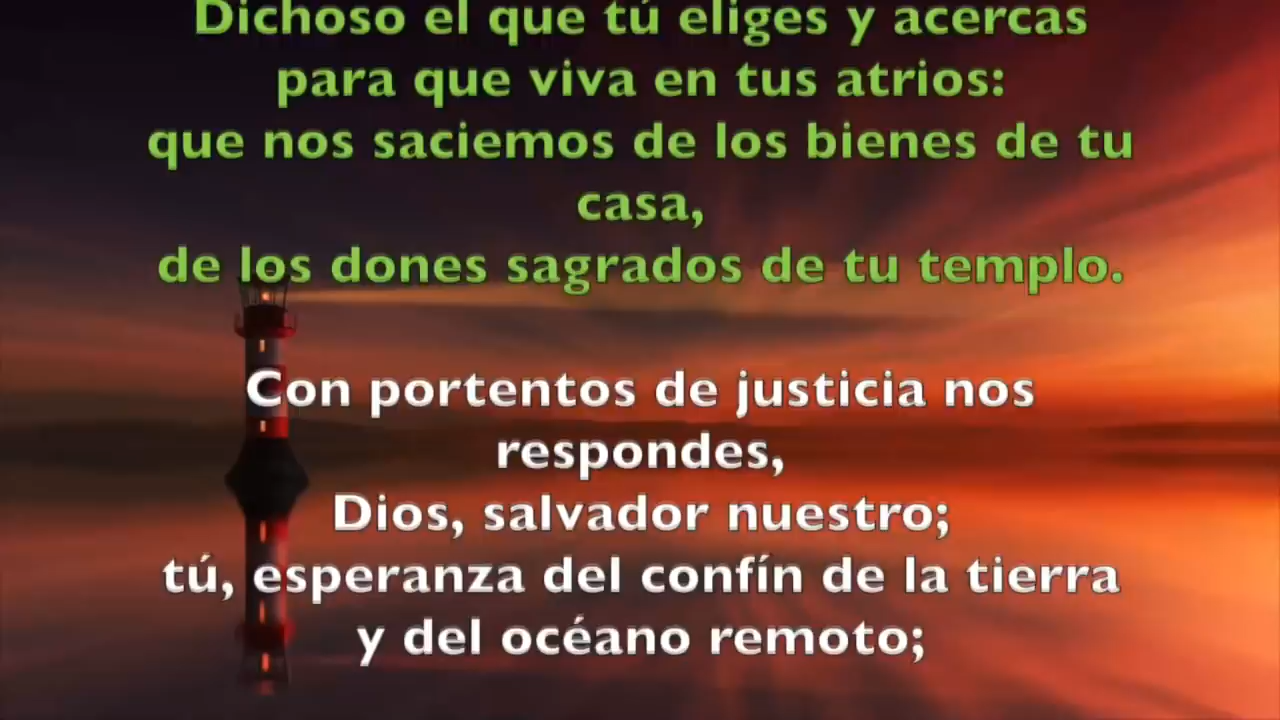 Dichoso el que tú eliges y acercas
para que viva en tus atrios:
que nos saciemos de los bienes de tu
casa,
de los dones sagrados de tu templo.
Con portentos de justicia nos
respondes,
Dios, salvador nuestro;
tú, esperanza del confín de la tierra
y del océano remoto;